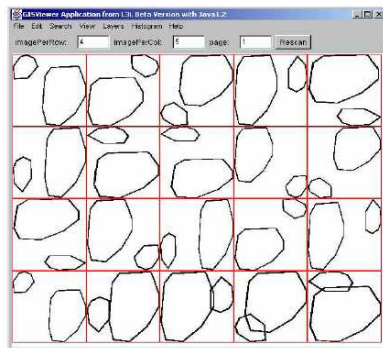 GISViewer Application from L3L Beta Version with Java1.2
File Edit Search View Layers Histogram Help
imagePerRow: 4 imagePerCol: 5 page: 1 Rescan